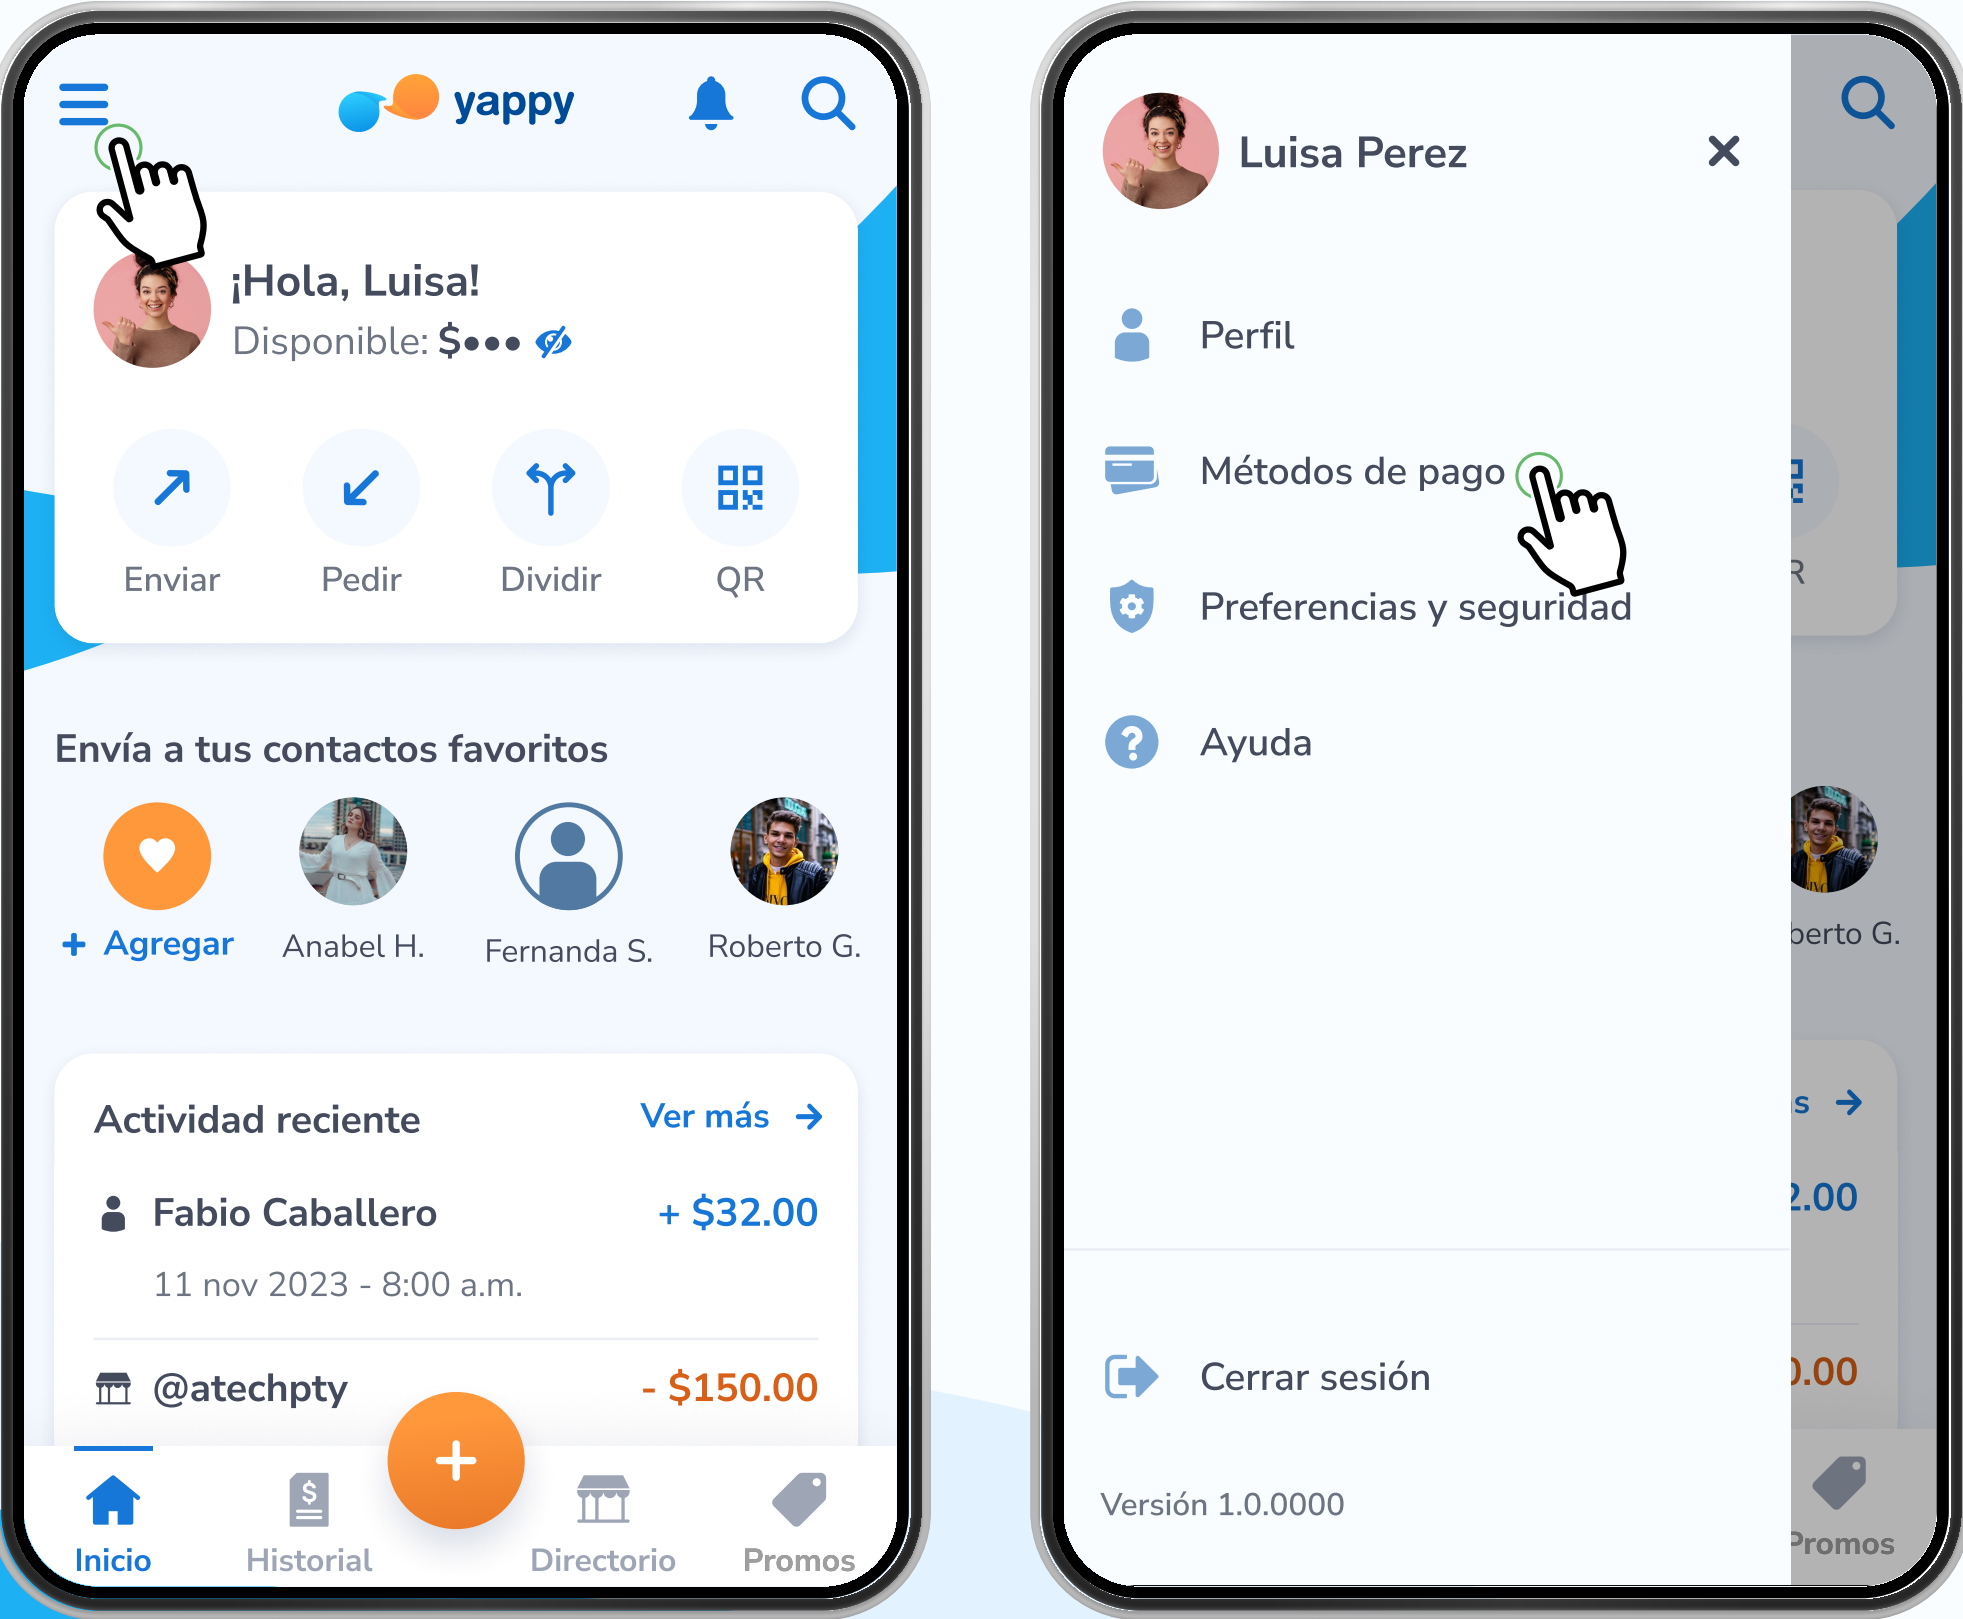 yappy
¡Hola, Luisa!
Disponible: $•••
Enviar
Pedir
Dividir
QR
Envía a tus contactos favoritos
+ Agregar
Anabel H.
Fernanda S.
Roberto G.
Actividad reciente
Ver más →
Fabio Caballero
+ $32.00
11 nov 2023 - 8:00 a.m.
@atechpty
- $150.00
Inicio
Historial
Directorio
Promos
Luisa Perez
Perfil
Métodos de pago
Preferencias y seguridad
Ayuda
Cerrar sesión
Versión 1.0.0000
R
berto G.
s →
2.00
0.00
Promos